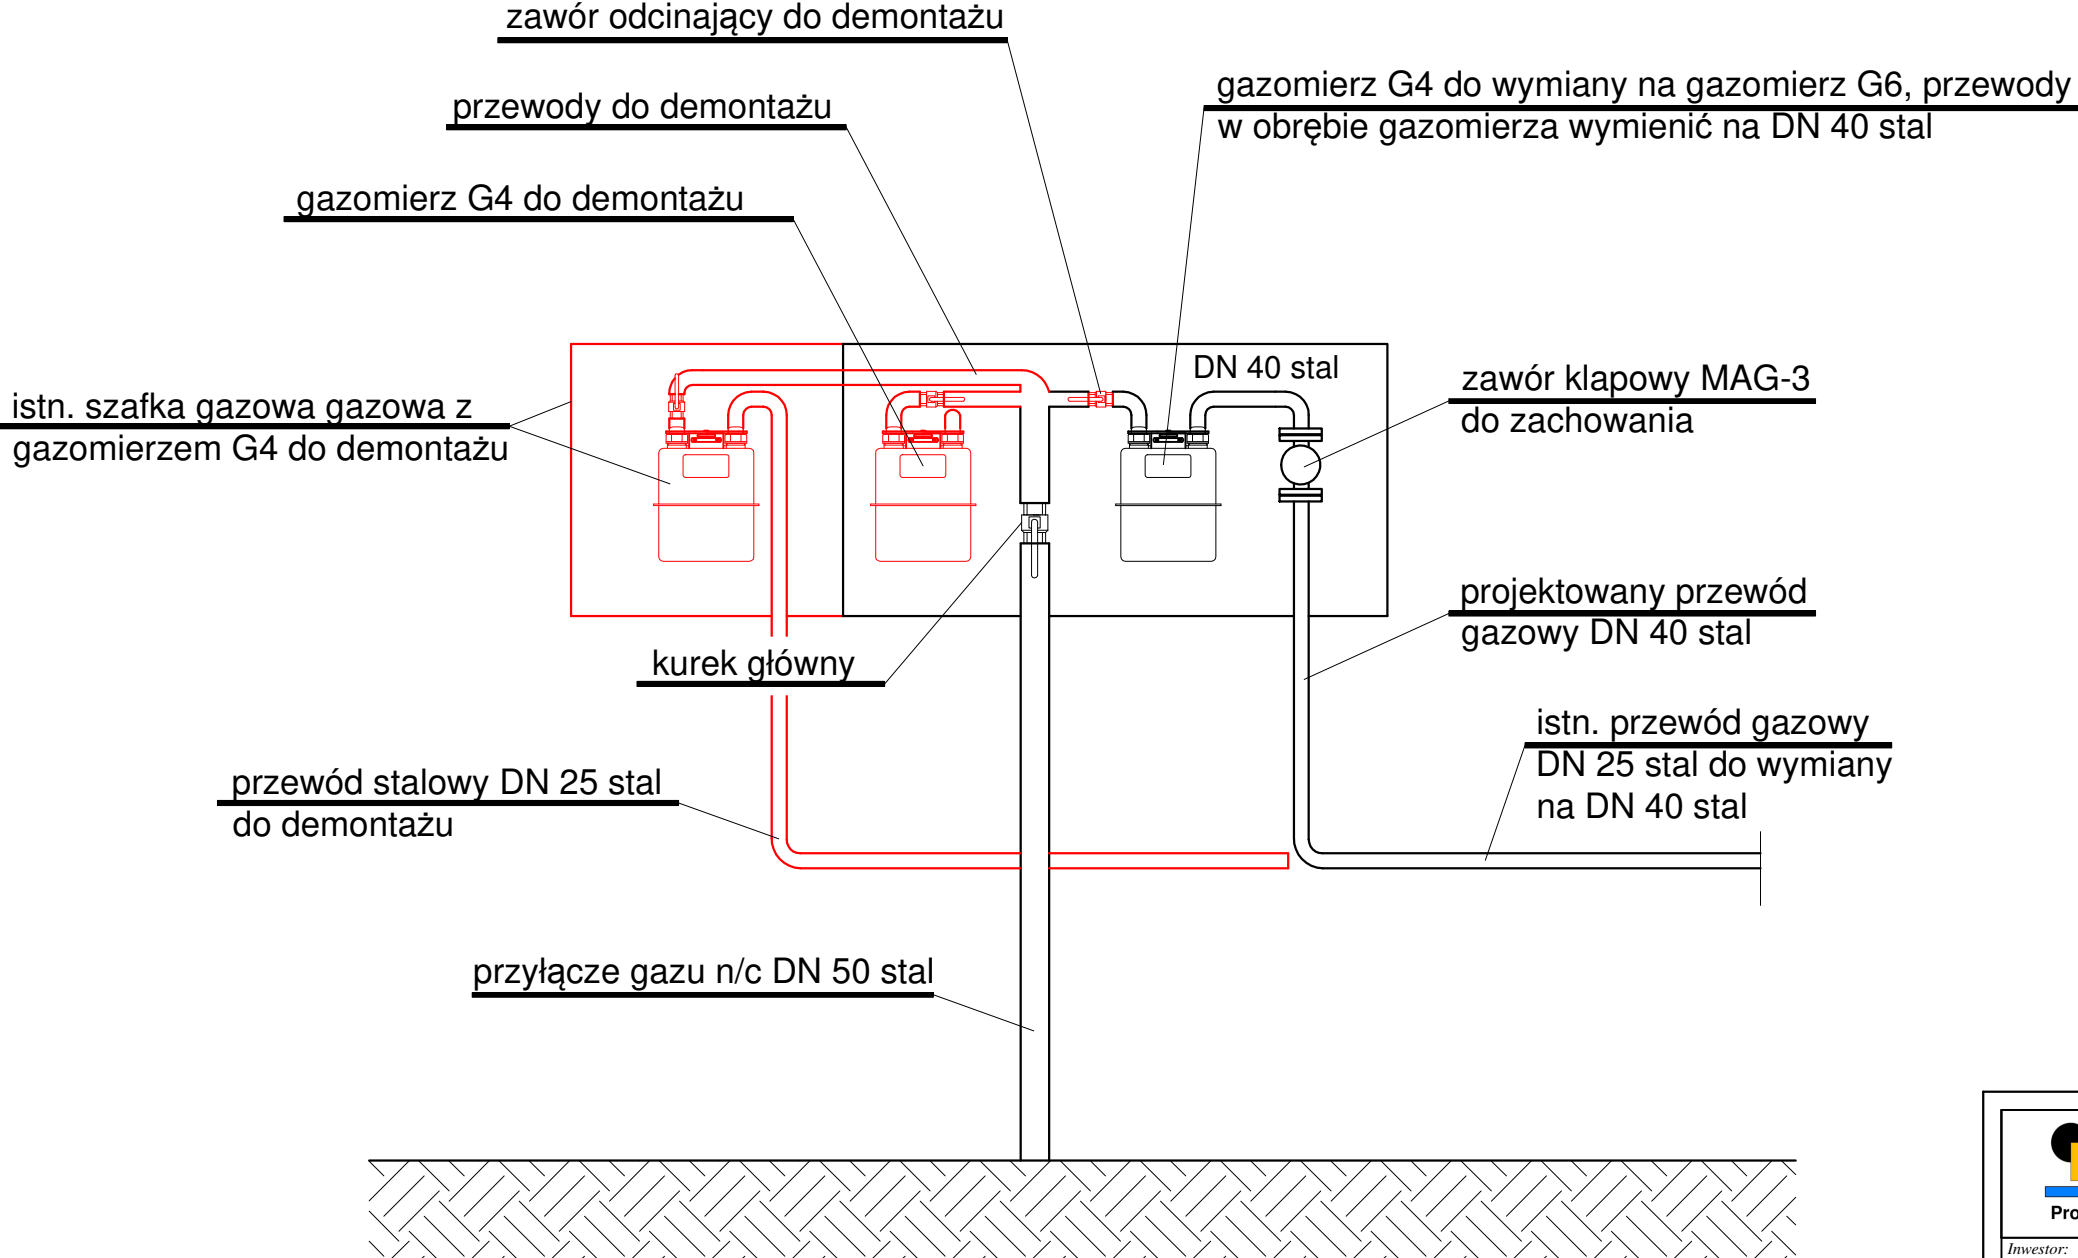 zawór odcinający do demontażu
gazomierz G4 do wymiany na gazomierz G6, przewody
w obrębie gazomierza wymienić na DN 40 stal
przewody do demontażu
gazomierz G4 do demontażu
DN 40 stal
zawór klapowy MAG-3
do zachowania
istn. szafka gazowa gazowa z
gazomierzem G4 do demontażu
projektowany przewód
gazowy DN 40 stal
kurek główny
istn. przewód gazowy
DN 25 stal do wymiany
na DN 40 stal
przewód stalowy DN 25 stal
do demontażu
przyłącze gazu n/c DN 50 stal
Pro
Inwestor: